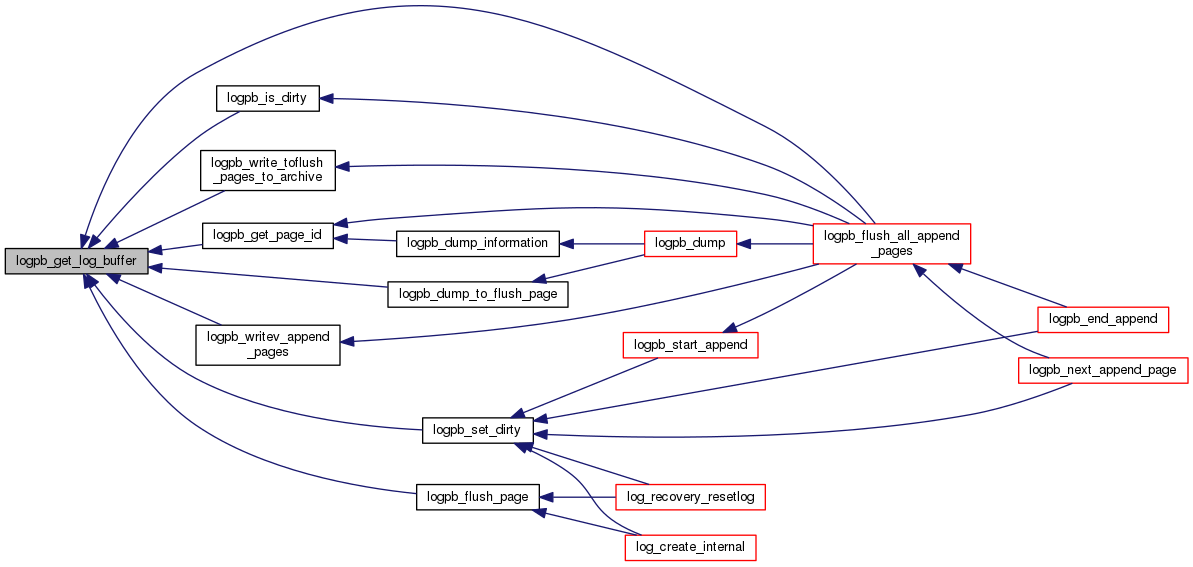 logpb_is_dirty
logpb_write_toflush
_pages_to_archive
logpb_get_page_id
logpb_flush_all_append
_pages
logpb_dump_information
logpb_dump
logpb_get_log_buffer
logpb_dump_to_flush_page
logpb_end_append
logpb_writev_append
_pages
logpb_start_append
logpb_next_append_page
logpb_set_dirty
logpb_flush_page
log_recovery_resetlog
log_create_internal